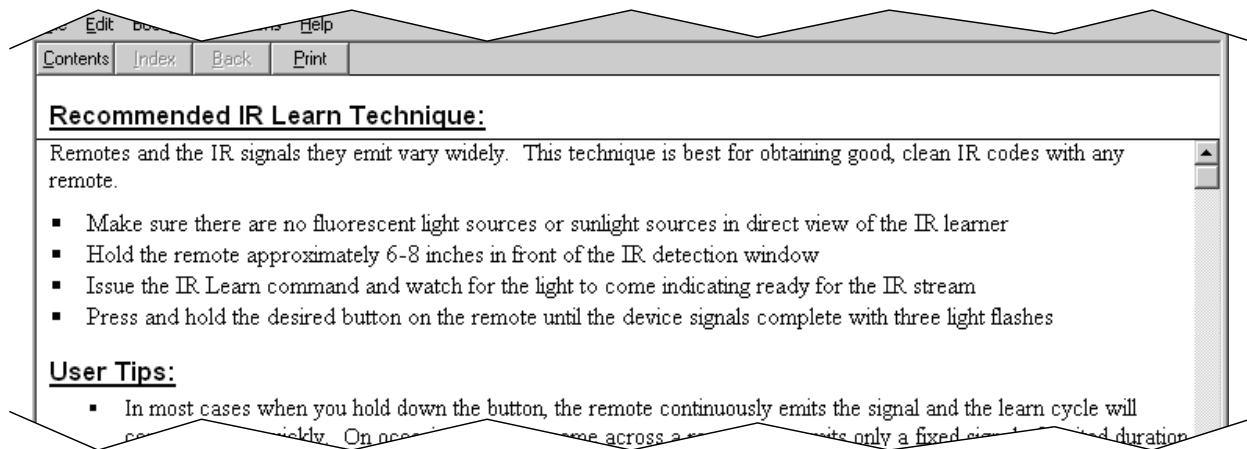 Edit Help
Contents Index Back Print
Recommended IR Learn Technique:
Remotes and the IR signals they emit vary widely. This technique is best for obtaining good, clean IR codes with any
remote.
▪ Make sure there are no fluorescent light sources or sunlight sources in direct view of the IR learner
▪ Hold the remote approximately 6-8 inches in front of the IR detection window
▪ Issue the IR Learn command and watch for the light to come indicating ready for the IR stream
▪ Press and hold the desired button on the remote until the device signals complete with three light flashes
User Tips:
▪ In most cases when you hold down the button, the remote continuously emits the signal and the learn cycle will
On across a only a fixed duration